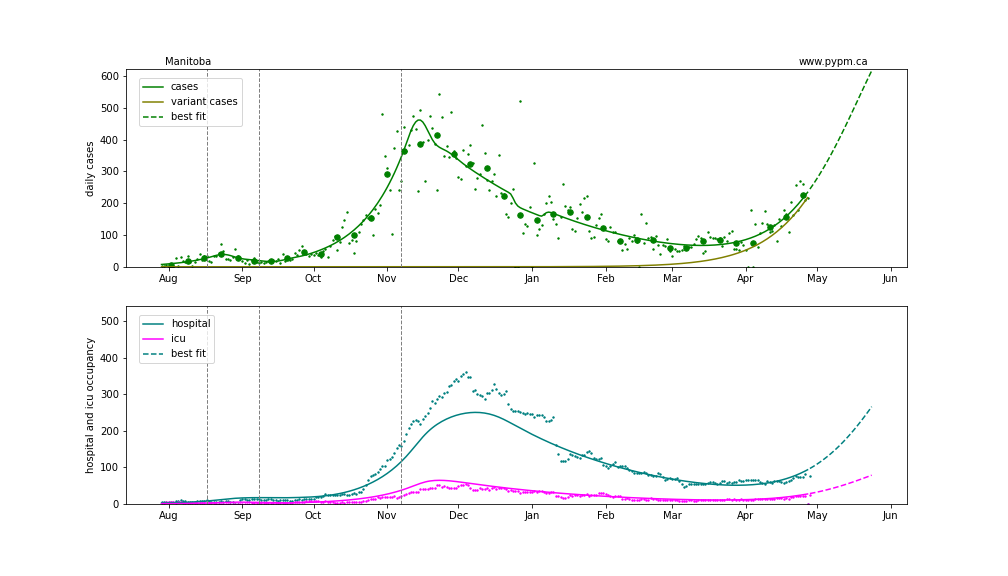 Manitoba www.pypm.ca
600
500
400
300
200
100
0
daily cases
cases
variant cases
best fit
Aug Sep Oct Nov Dec Jan Feb Mar Apr May Jun
500
400
300
200
100
0
hospital and icu occupancy
hospital
icu
best fit
Aug Sep Oct Nov Dec Jan Feb Mar Apr May Jun